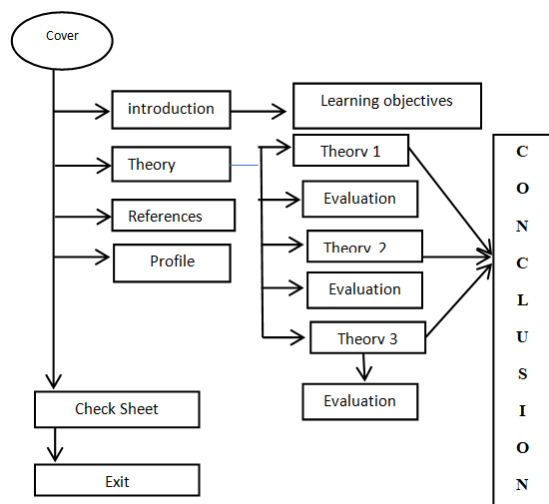 Cover
introduction
Learning objectives
Theory
Theory 1
References
Evaluation
Profile
Theory 2
Evaluation
Theory 3
Evaluation
Check Sheet
Exit
C
O
N
C
L
U
S
I
O
N